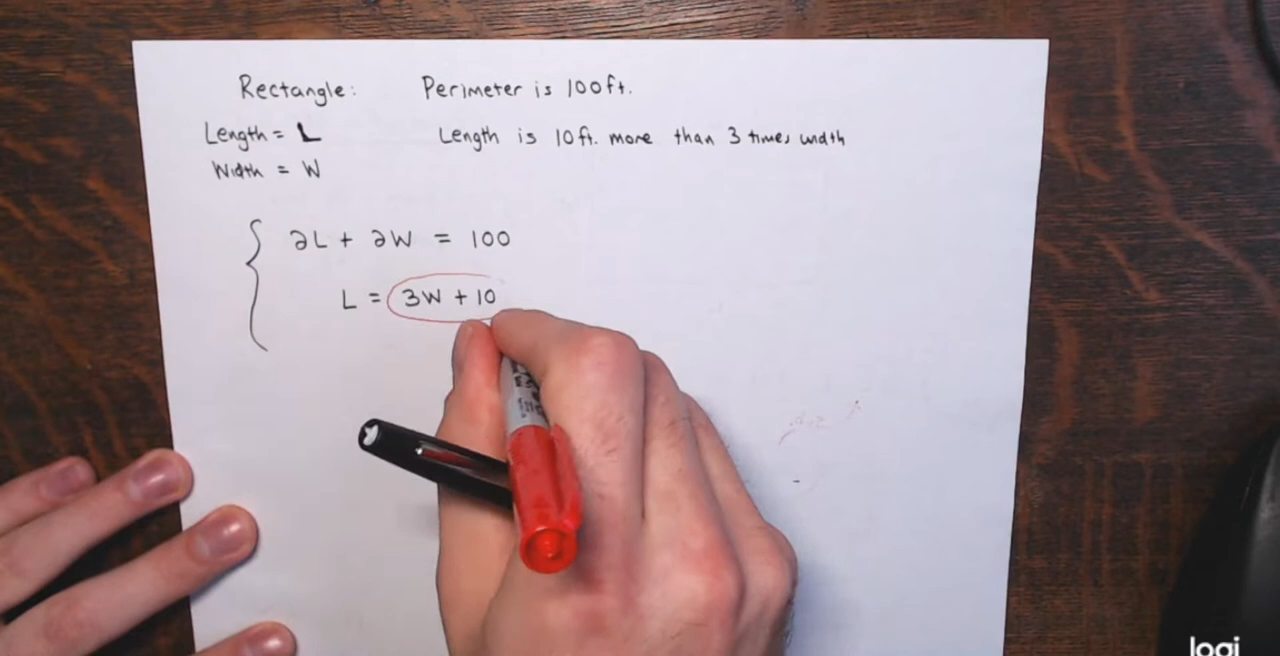 Rectangle: Perimeter is 100ft.
Length = L Length is 10ft. more than 3 times width
Width = W
2L + 2W = 100
L = 3W + 10
logi